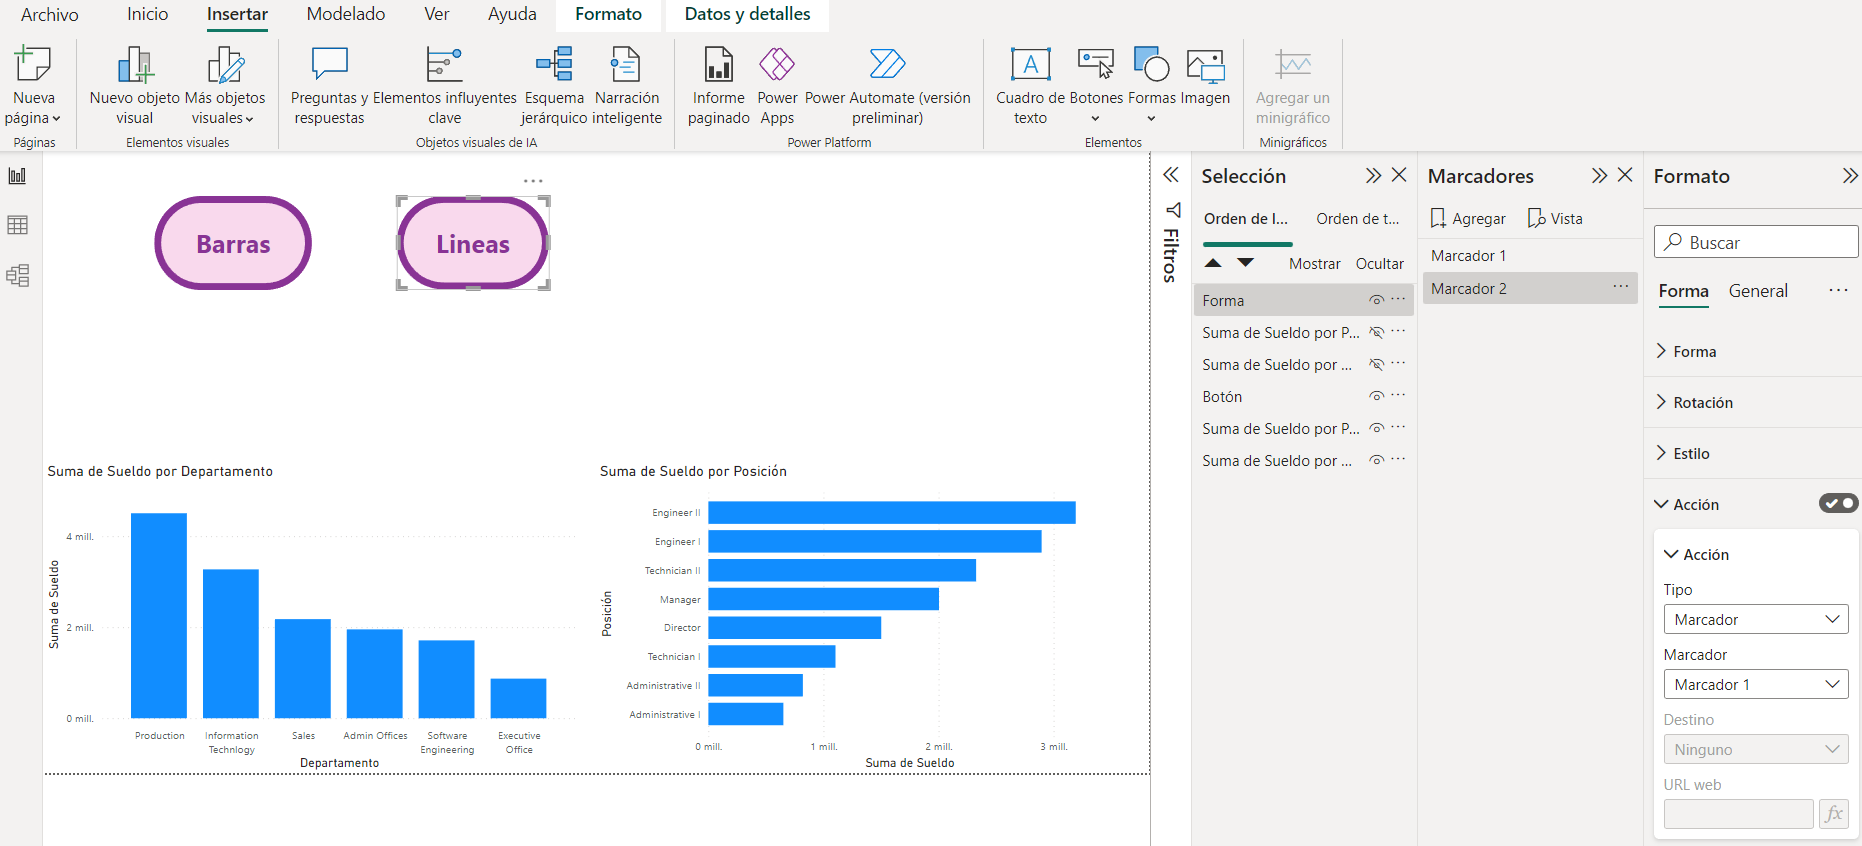 Archivo Inicio Insertar Modelado Ver Ayuda Formato Datos y detalles
Nueva página
Páginas
Nuevo objeto visual
Más objetos visuales
Elementos visuales
Preguntas y respuestas
Elementos influyentes clave
Esquema jerárquico
Narración inteligente
Objetos visuales de IA
Informe paginado
Power Apps
Power Automate (versión preliminar)
Power Platform
A
Cuadro de texto
Botones
Formas
Imagen
Elementos
Agregar un minigráfico
Minigráficos
Barras
Lineas
Suma de Sueldo por Departamento
Suma de Sueldo
4 mill.
2 mill.
0 mill.
Production
Information Technlogy
Sales
Admin Offices
Software Engineering
Executive Office
Departamento
Suma de Sueldo por Posición
Posición
Engineer II
Engineer I
Technician II
Manager
Director
Technician I
Administrative II
Administrative I
0 mill. 1 mill. 2 mill. 3 mill.
Suma de Sueldo
Filtros
Selección
Orden de l... Orden de t...
Mostrar Ocultar
Forma
Suma de Sueldo por P...
Suma de Sueldo por ...
Botón
Suma de Sueldo por P...
Suma de Sueldo por ...
Marcadores
Agregar Vista
Marcador 1
Marcador 2
Formato
Buscar
Forma General
Forma
Rotación
Estilo
Acción
Acción
Tipo
Marcador
Marcador
Marcador 1
Destino
Ninguno
URL web
fx